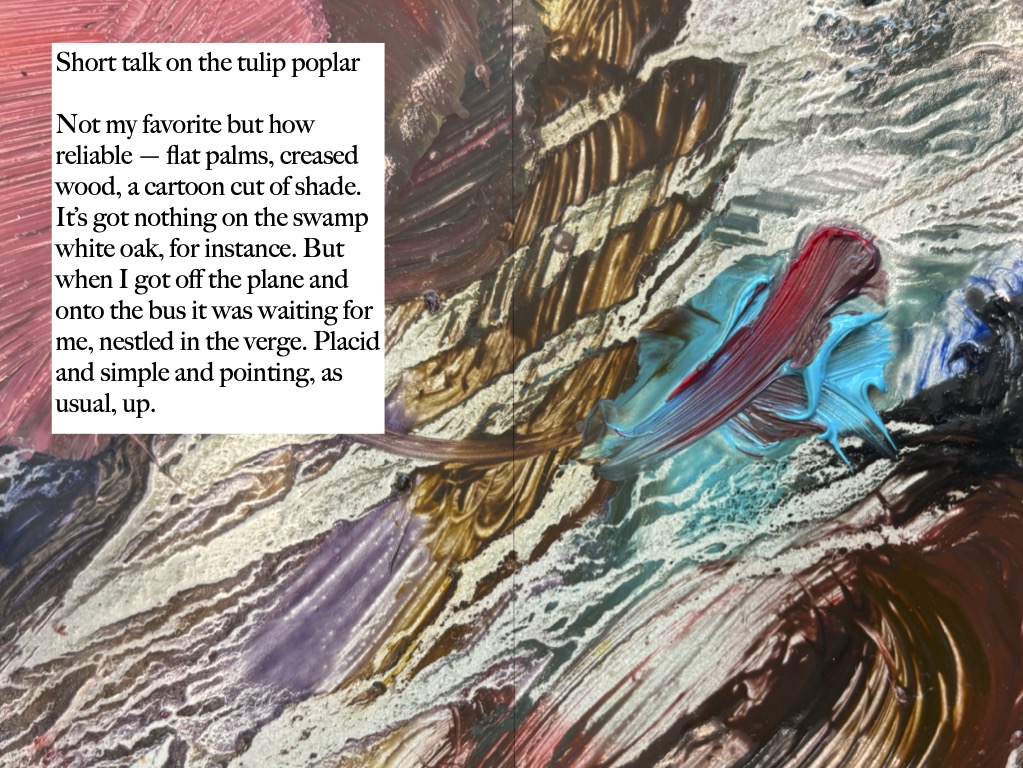 Short talk on the tulip poplar
Not my favorite but how
reliable — flat palms, creased
wood, a cartoon cut of shade.
It’s got nothing on the swamp
white oak, for instance. But
when I got off the plane and
onto the bus it was waiting for
me, nestled in the verge. Placid
and simple and pointing, as
usual, up.